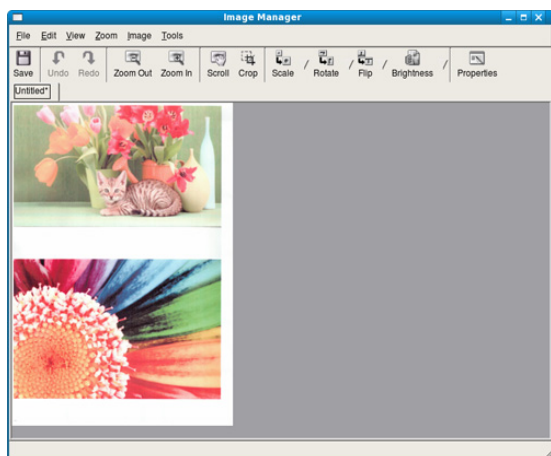 Image Manager
File Edit View Zoom Image Tools
Save Undo Redo Zoom Out Zoom In Scroll Crop Scale / Rotate / Flip / Brightness / Properties
Untitled*